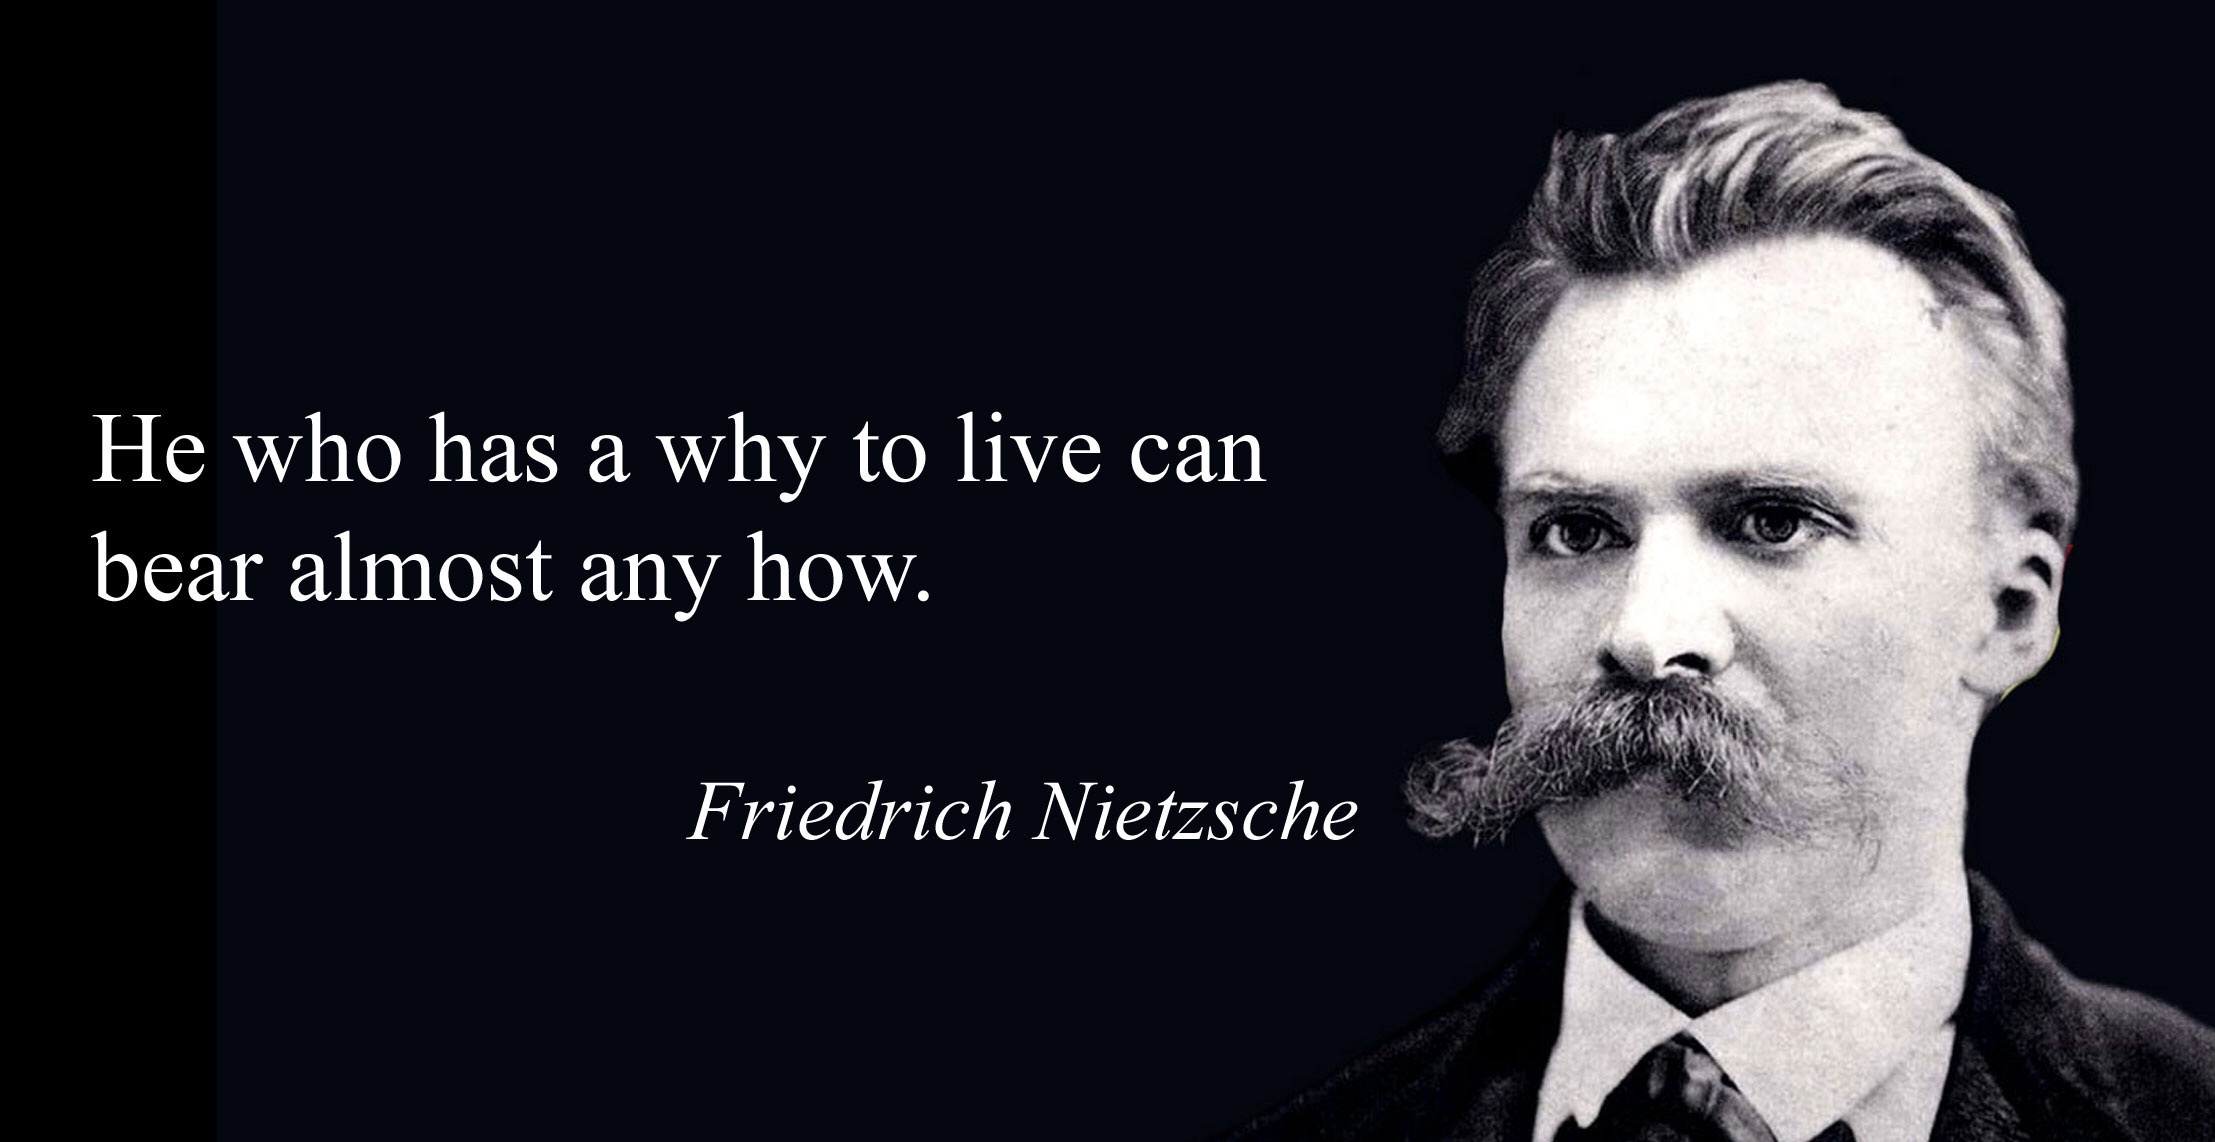 He who has a why to live can
bear almost any how.
Friedrich Nietzsche